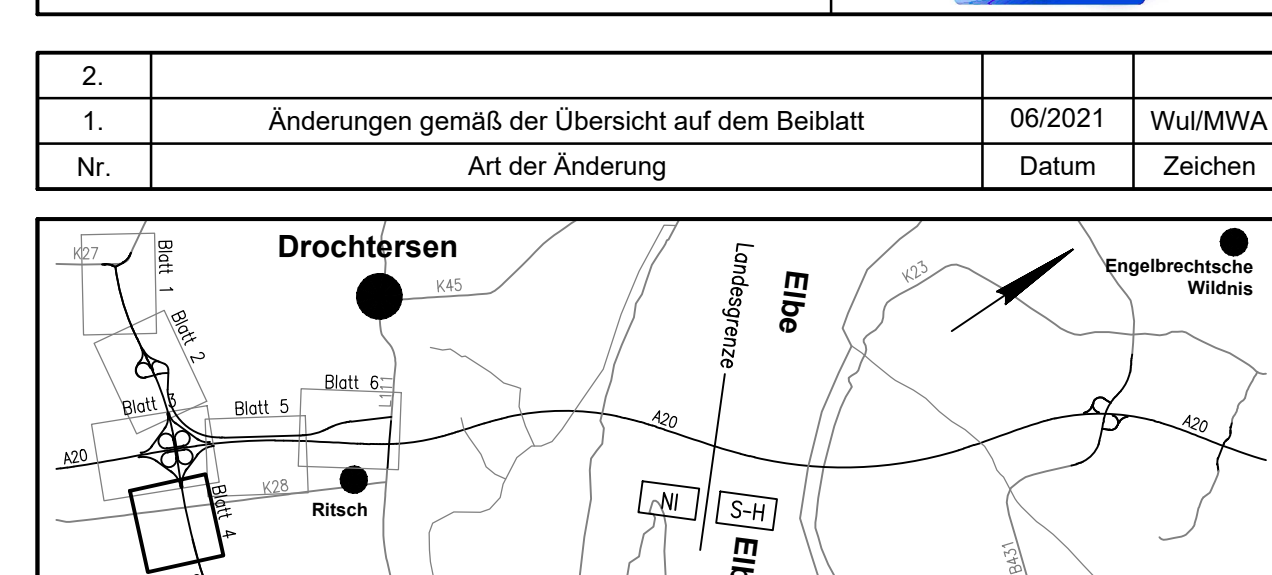 2.
1. Änderungen gemäß der Übersicht auf dem Beiblatt 06/2021 Wul/MWA
Nr. Art der Änderung Datum Zeichen
K27
Blatt 1
Drochtersen
K45
Landesgrenze
Elbe
K23
Engelbrechtsche
Wildnis
Blatt 2
Blatt 3
Blatt 5
Blatt 6
L111
A20
A20
A20
K28
Ritsch
Blatt 4
NI
S-H
B431